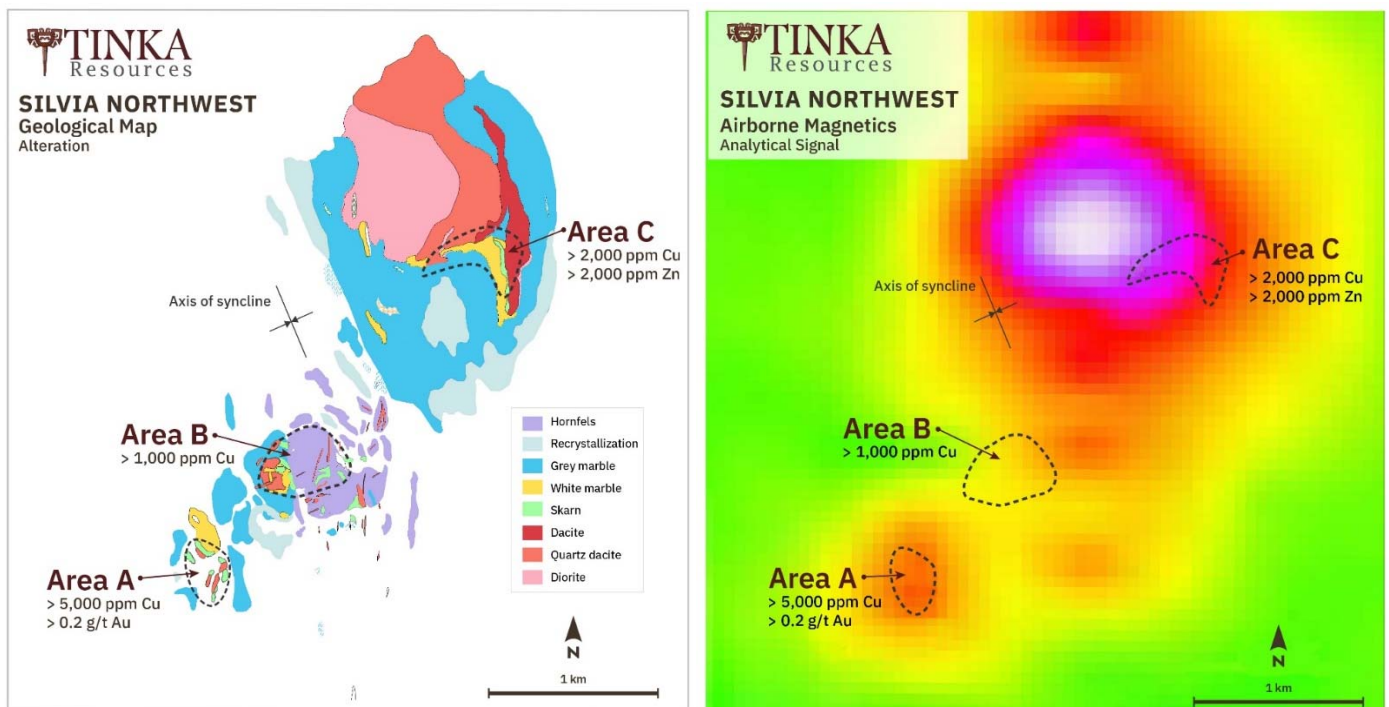 TINKA
Resources
SILVIA NORTHWEST
Geological Map
Alteration
Area C
> 2,000 ppm Cu
> 2,000 ppm Zn
Axis of syncline
Area B
> 1,000 ppm Cu
Area A
> 5,000 ppm Cu
> 0.2 g/t Au
Hornfels
Recrystallization
Grey marble
White marble
Skarn
Dacite
Quartz dacite
Diorite
N
1 km
TINKA
Resources
SILVIA NORTHWEST
Airborne Magnetics
Analytical Signal
Area C
> 2,000 ppm Cu
> 2,000 ppm Zn
Axis of syncline
Area B
> 1,000 ppm Cu
Area A
> 5,000 ppm Cu
> 0.2 g/t Au
N
1 km